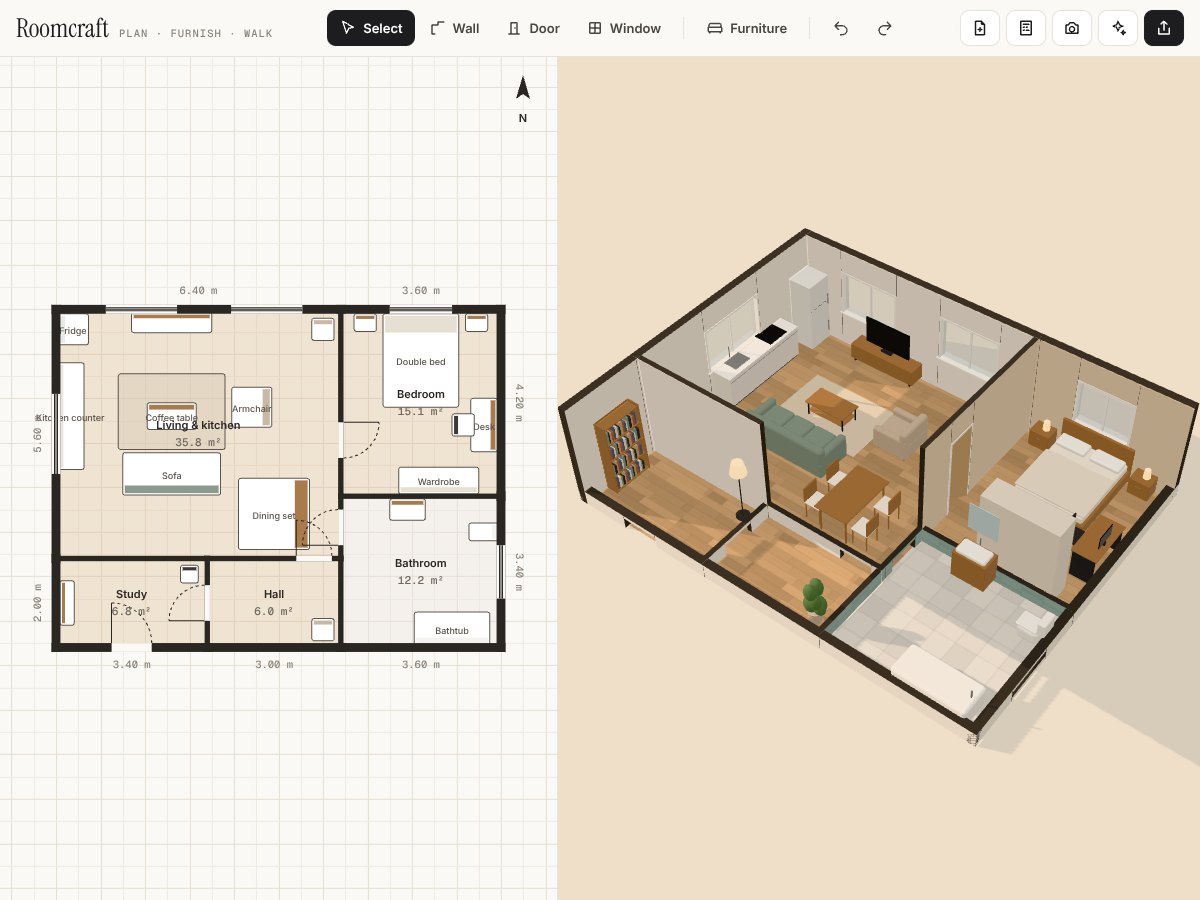 Roomcraft PLAN · FURNISH · WALK
Select
Wall
Door
Window
Furniture
N
6.40 m
3.60 m
Fridge
Double bed
Bedroom
15.1 m²
Kitchen counter
Coffee table
Armchair
Living & kitchen
35.8 m²
Desk
5.60
4.20 m
Sofa
Wardrobe
Dining set
Bathroom
12.2 m²
3.40 m
Study
6.8 m²
Hall
6.0 m²
2.00 m
Bathtub
3.40 m
3.00 m
3.60 m